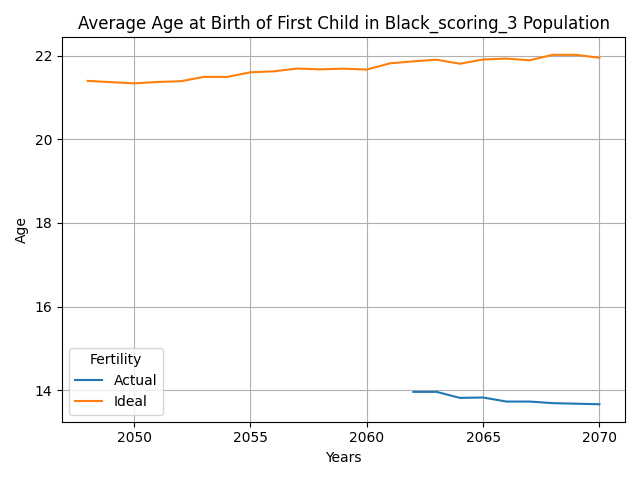 Average Age at Birth of First Child in Black_scoring_3 Population
Age
22
20
18
16
14
Fertility
Actual
Ideal
2050 2055 2060 2065 2070
Years